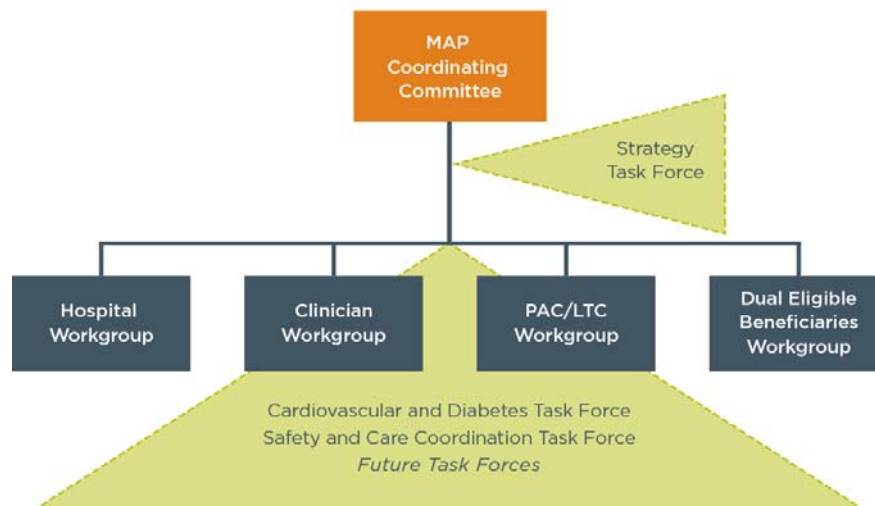 MAP
Coordinating
Committee
Strategy
Task Force
Hospital
Workgroup
Clinician
Workgroup
PAC/LTC
Workgroup
Dual Eligible
Beneficiaries
Workgroup
Cardiovascular and Diabetes Task Force
Safety and Care Coordination Task Force
Future Task Forces